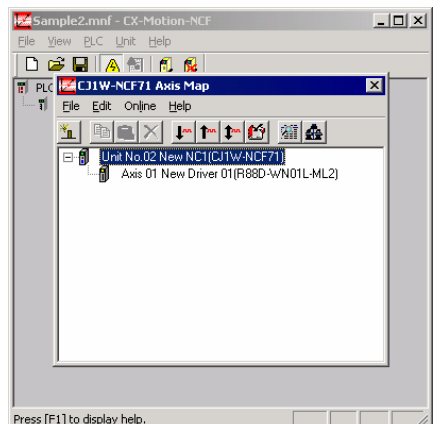 Sample2.mnf - CX-Motion-NCF
File View PLC Unit Help
PLC
CJ1W-NCF71 Axis Map
File Edit Online Help
Unit No.02 New NC1(CJ1W-NCF71)
Axis 01 New Driver 01(R88D-WN01L-ML2)
Press [F1] to display help.